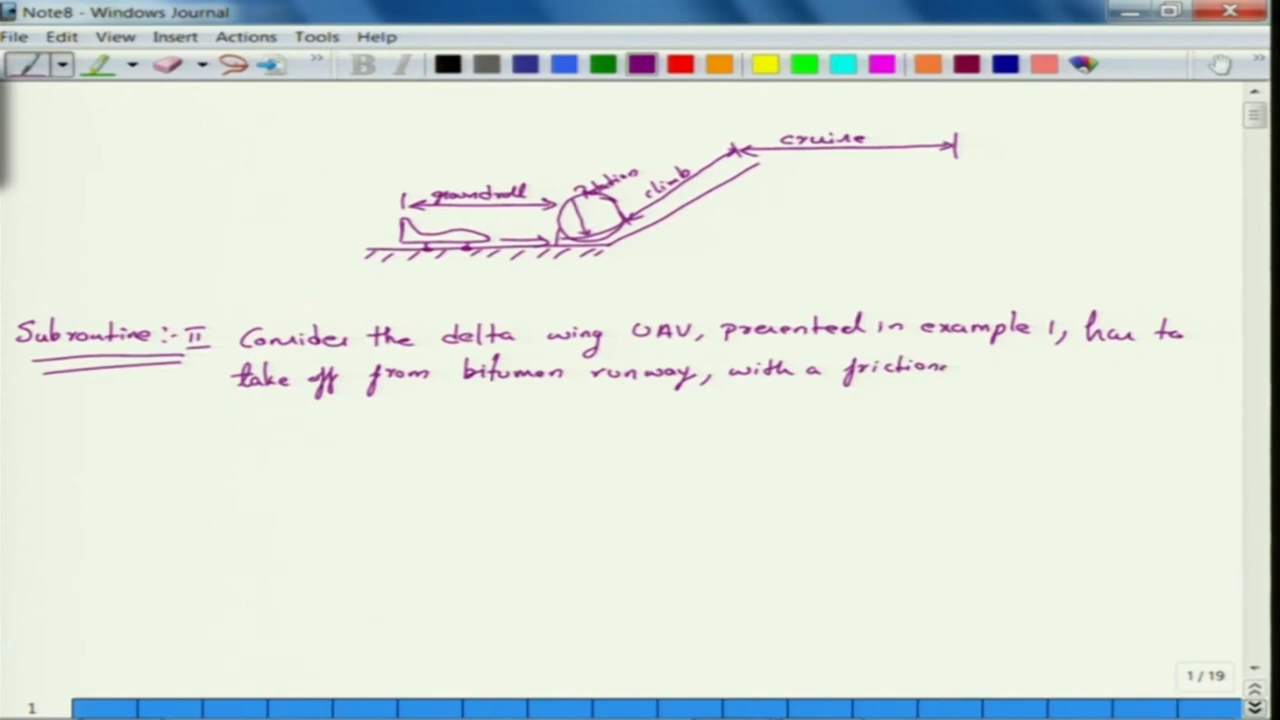 Note8 - Windows Journal
File Edit View Insert Actions Tools Help
B I
cruise
rotation
climb
groundroll
Subroutine :- II Consider the delta wing UAV, presented in example 1, has to
take off from bitumen runway, with a friction
1 / 19
1